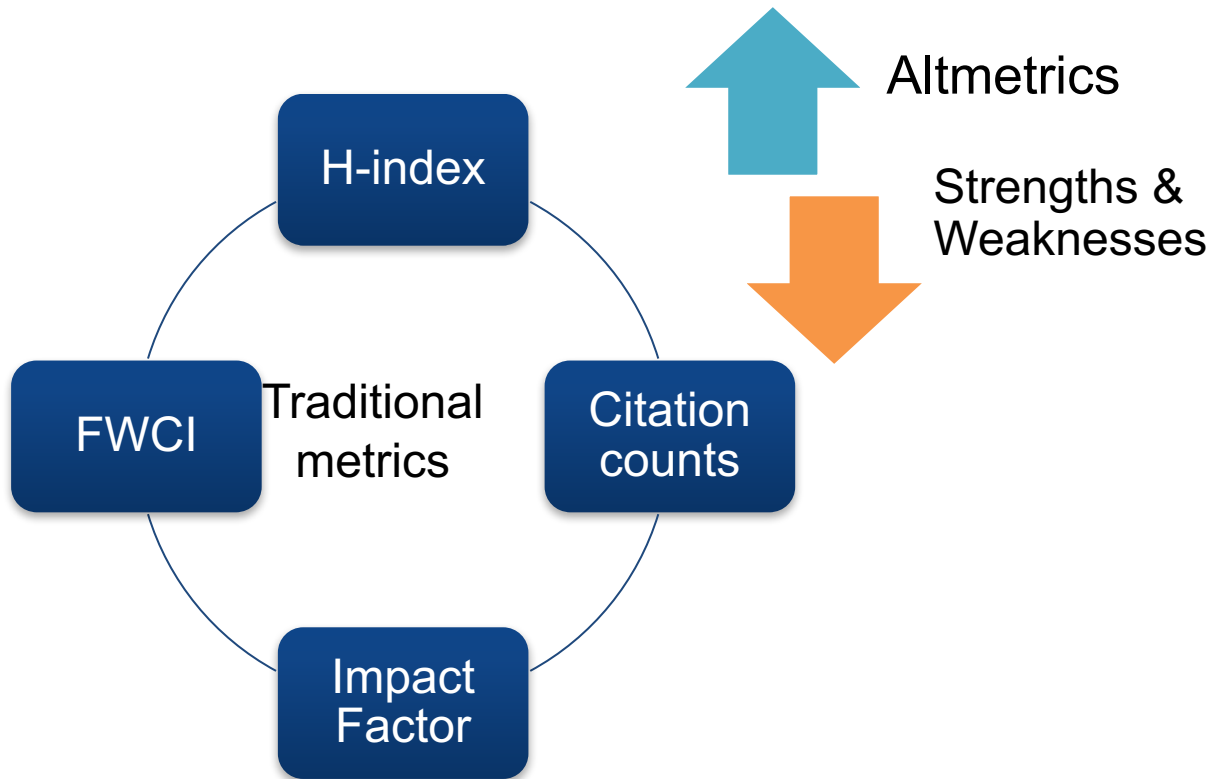 Altmetrics
H-index
Strengths &
Weaknesses
FWCI
Traditional
metrics
Citation
counts
Impact
Factor